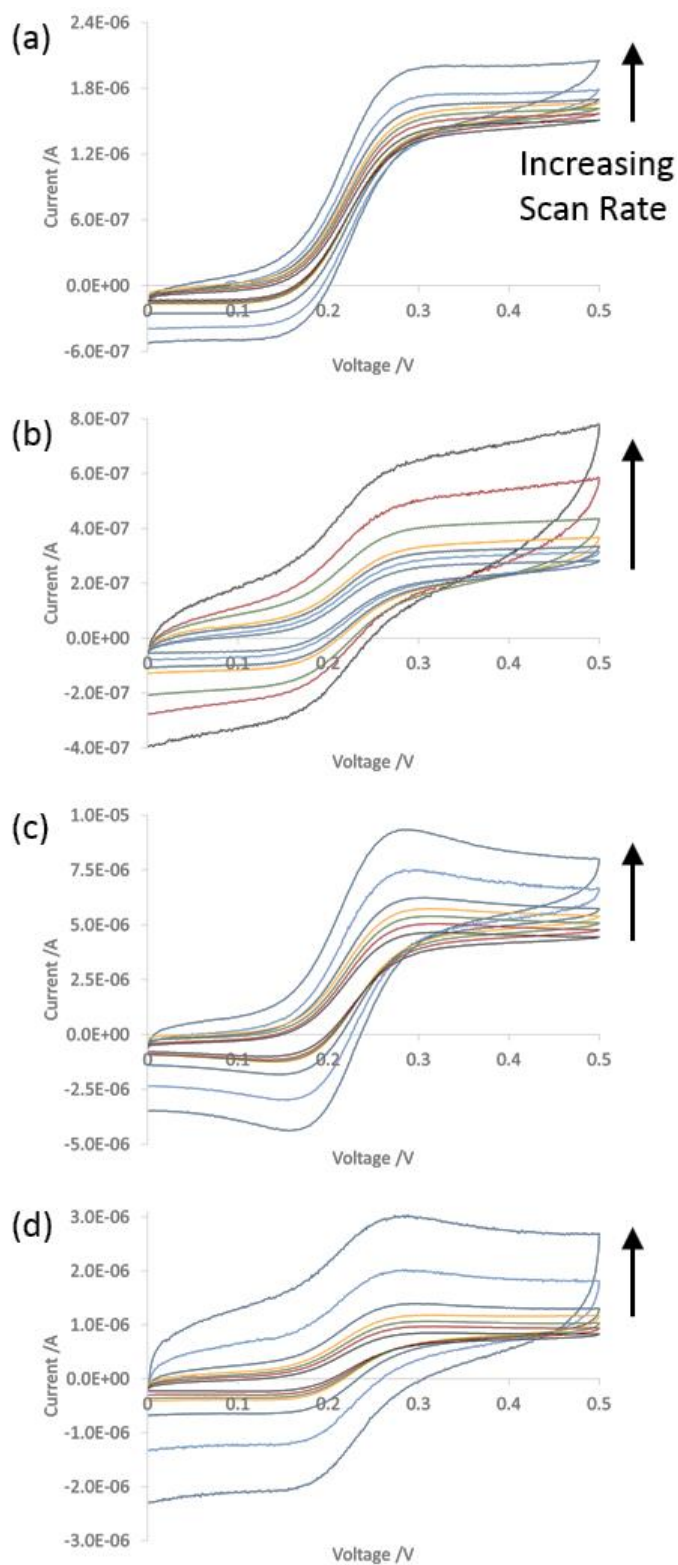 (a)
2.4E-06
1.8E-06
1.2E-06
6.0E-07
0.0E+00
-6.0E-07
Current /A
0 0.1 0.2 0.3 0.4 0.5
Voltage /V
Increasing
Scan Rate
(b)
8.0E-07
6.0E-07
4.0E-07
2.0E-07
0.0E+00
-2.0E-07
-4.0E-07
Current /A
0 0.1 0.2 0.3 0.4 0.5
Voltage /V
(c)
1.0E-05
7.5E-06
5.0E-06
2.5E-06
0.0E+00
-2.5E-06
-5.0E-06
Current /A
0 0.1 0.2 0.3 0.4 0.5
Voltage /V
(d)
3.0E-06
2.0E-06
1.0E-06
0.0E+00
-1.0E-06
-2.0E-06
-3.0E-06
Current /A
0 0.1 0.2 0.3 0.4 0.5
Voltage /V